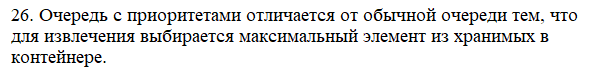 26. Очередь с приоритетами отличается от обычной очереди тем, что
для извлечения выбирается максимальный элемент из хранимых в
контейнере.